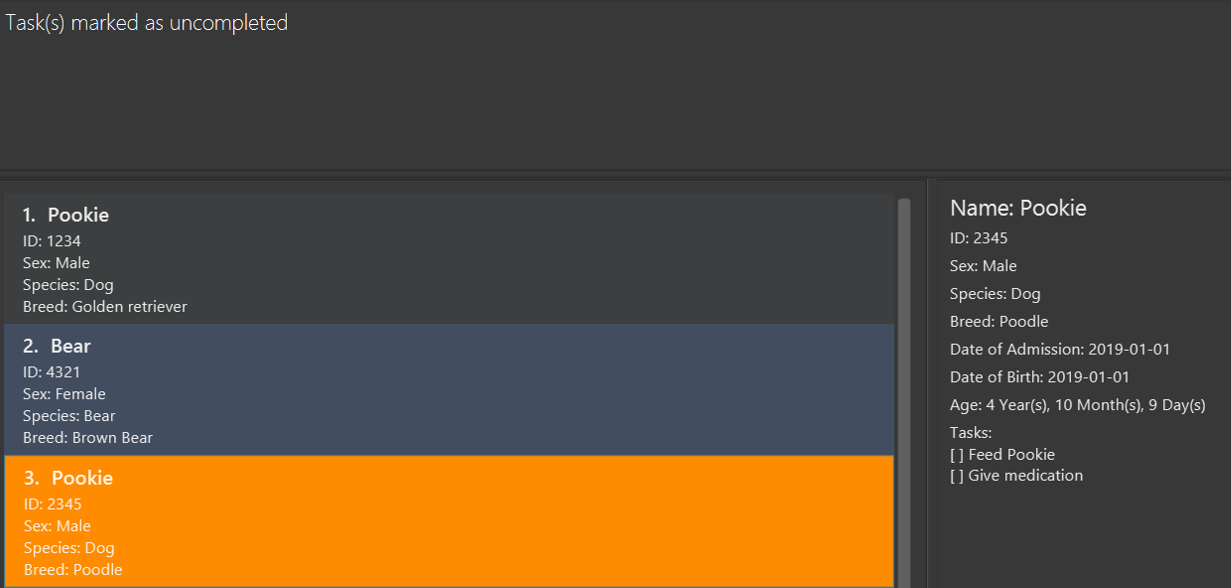 Task(s) marked as uncompleted
1. Pookie
ID: 1234
Sex: Male
Species: Dog
Breed: Golden retriever
2. Bear
ID: 4321
Sex: Female
Species: Bear
Breed: Brown Bear
3. Pookie
ID: 2345
Sex: Male
Species: Dog
Breed: Poodle
Name: Pookie
ID: 2345
Sex: Male
Species: Dog
Breed: Poodle
Date of Admission: 2019-01-01
Date of Birth: 2019-01-01
Age: 4 Year(s), 10 Month(s), 9 Day(s)
Tasks:
[ ] Feed Pookie
[ ] Give medication